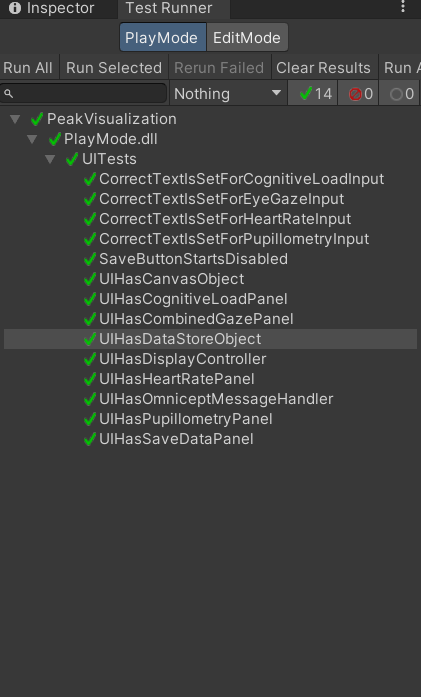 Inspector Test Runner
PlayMode EditMode
Run All Run Selected Rerun Failed Clear Results Run A
Nothing 14 0 0
PeakVisualization
PlayMode.dll
UITests
CorrectTextIsSetForCognitiveLoadInput
CorrectTextIsSetForEyeGazeInput
CorrectTextIsSetForHeartRateInput
CorrectTextIsSetForPupillometryInput
SaveButtonStartsDisabled
UIHasCanvasObject
UIHasCognitiveLoadPanel
UIHasCombinedGazePanel
UIHasDataStoreObject
UIHasDisplayController
UIHasHeartRatePanel
UIHasOmniceptMessageHandler
UIHasPupillometryPanel
UIHasSaveDataPanel